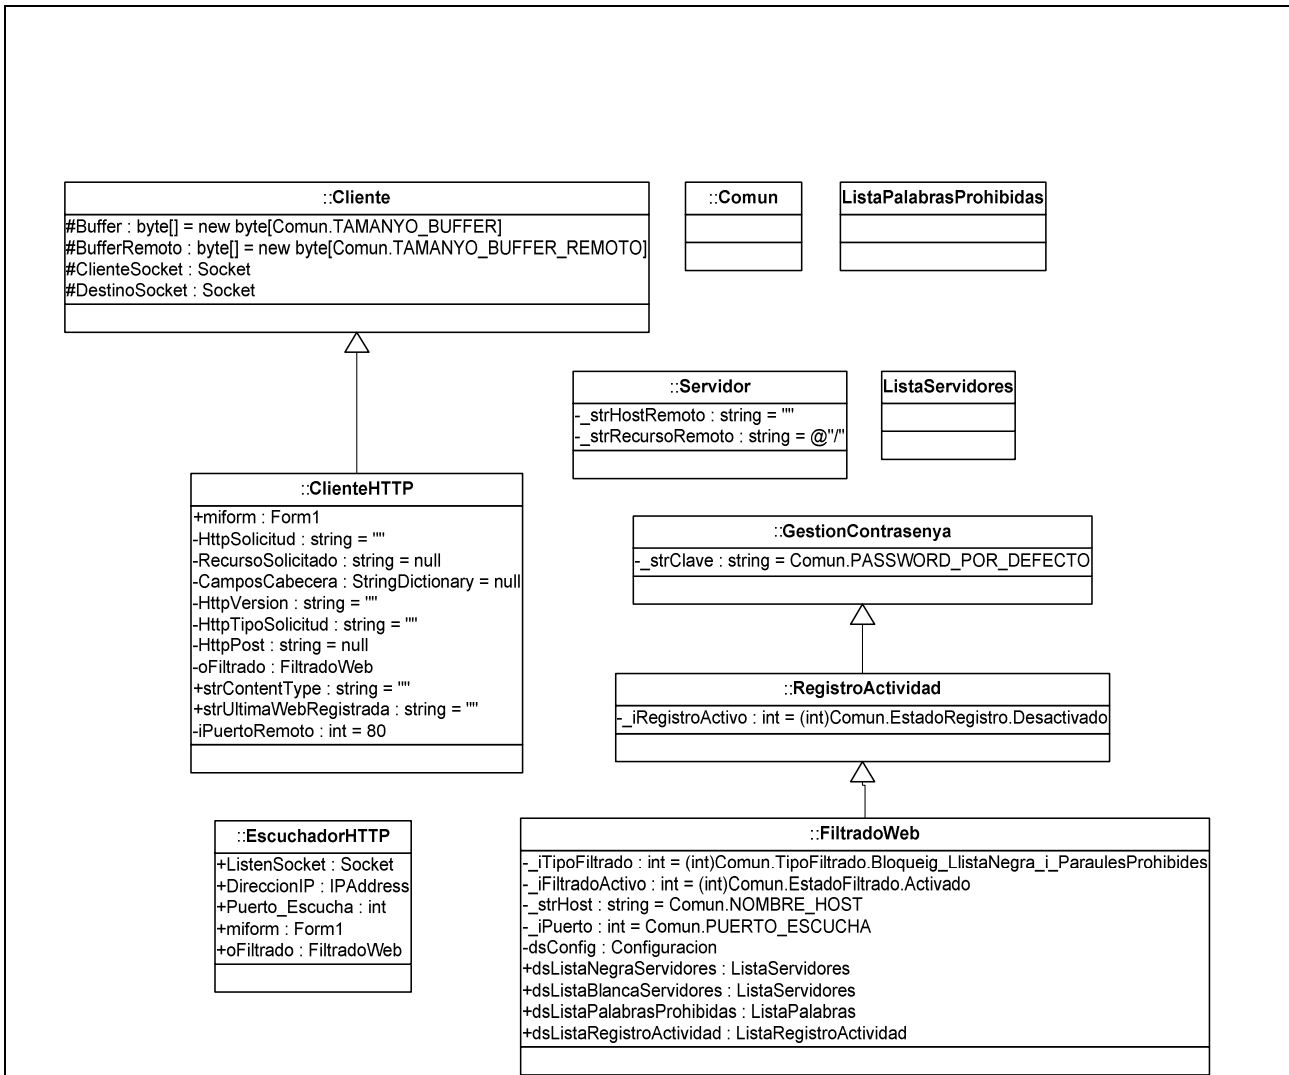 ::Cliente
#Buffer : byte[] = new byte[Comun.TAMANYO_BUFFER]
#BufferRemoto : byte[] = new byte[Comun.TAMANYO_BUFFER_REMOTO]
#ClienteSocket : Socket
#DestinoSocket : Socket
::Comun
ListaPalabrasProhibidas
::Servidor
-_strHostRemoto : string = ""
-_strRecursoRemoto : string = @"/"
ListaServidores
::ClienteHTTP
+miform : Form1
-HttpSolicitud : string = ""
-RecursoSolicitado : string = null
-CamposCabecera : StringDictionary = null
-HttpVersion : string = ""
-HttpTipoSolicitud : string = ""
-HttpPost : string = null
-oFiltrado : FiltradoWeb
+strContentType : string = ""
+strUltimaWebRegistrada : string = ""
-iPuertoRemoto : int = 80
::GestionContrasenya
-_strClave : string = Comun.PASSWORD_POR_DEFECTO
::RegistroActividad
-_iRegistroActivo : int = (int)Comun.EstadoRegistro.Desactivado
::EscuchadorHTTP
+ListenSocket : Socket
+DireccionIP : IPAddress
+Puerto_Escucha : int
+miform : Form1
+oFiltrado : FiltradoWeb
::FiltradoWeb
-_iTipoFiltrado : int = (int)Comun.TipoFiltrado.Bloqueig_LlistaNegra_i_ParaulesProhibides
-_iFiltradoActivo : int = (int)Comun.EstadoFiltrado.Activado
-_strHost : string = Comun.NOMBRE_HOST
-_iPuerto : int = Comun.PUERTO_ESCUCHA
-dsConfig : Configuracion
+dsListaNegraServidores : ListaServidores
+dsListaBlancaServidores : ListaServidores
+dsListaPalabrasProhibidas : ListaPalabras
+dsListaRegistroActividad : ListaRegistroActividad